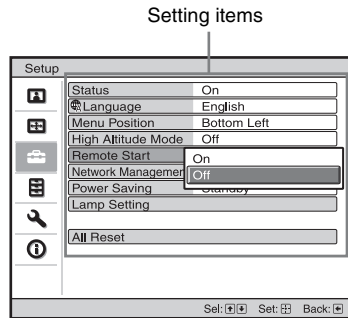 Setting items
Setup
Status On
Language English
Menu Position Bottom Left
High Altitude Mode Off
Remote Start On
Network Managemen Off
Power Saving Standby
Lamp Setting
All Reset
Sel: Set: Back: